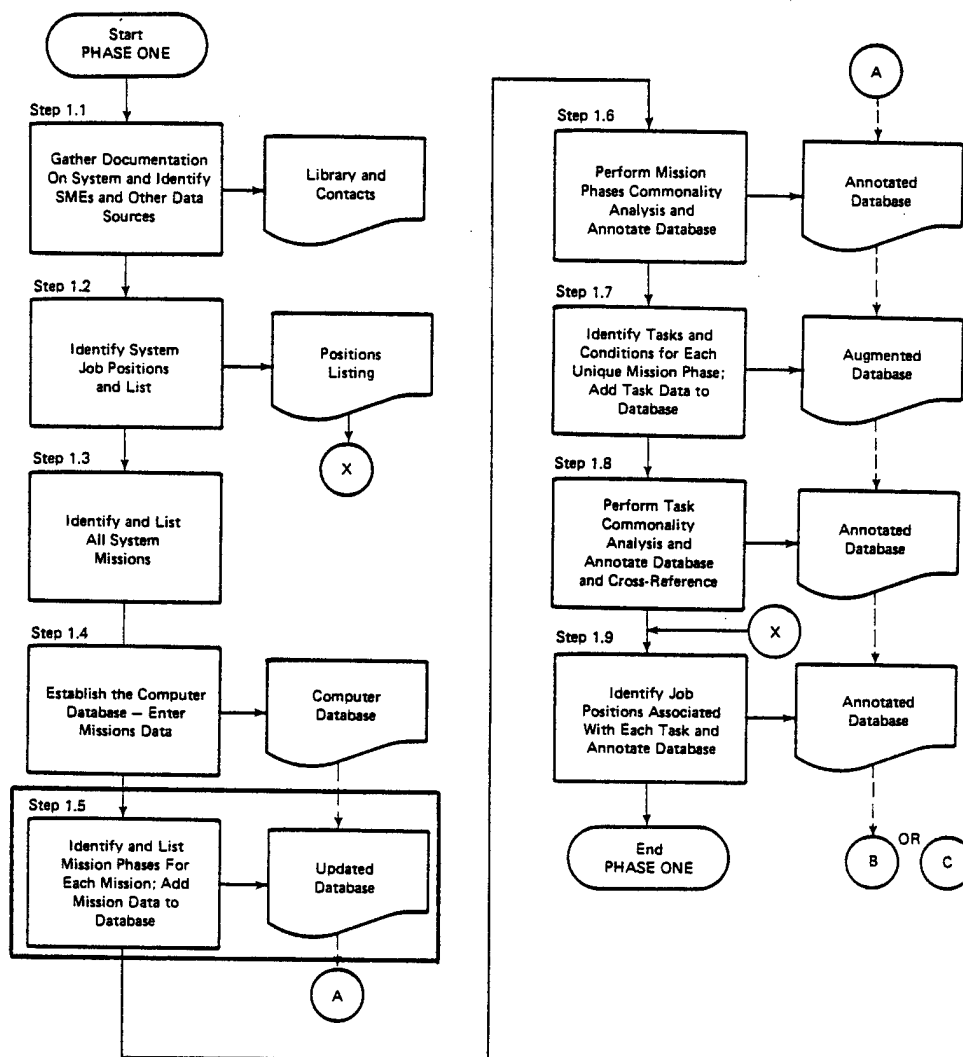 Start
PHASE ONE
Step 1.1
Gather Documentation
On System and Identify
SMEs and Other Data
Sources
Library and
Contacts
Step 1.2
Identify System
Job Positions
and List
Positions
Listing
X
Step 1.3
Identify and List
All System
Missions
Step 1.4
Establish the Computer
Database — Enter
Missions Data
Computer
Database
Step 1.5
Identify and List
Mission Phases For
Each Mission; Add
Mission Data to
Database
Updated
Database
A
A
Step 1.6
Perform Mission
Phases Commonality
Analysis and
Annotate Database
Annotated
Database
Step 1.7
Identify Tasks and
Conditions for Each
Unique Mission Phase;
Add Task Data to
Database
Augmented
Database
Step 1.8
Perform Task
Commonality
Analysis and
Annotate Database
and Cross-Reference
Annotated
Database
X
Step 1.9
Identify Job
Positions Associated
With Each Task and
Annotate Database
Annotated
Database
End
PHASE ONE
B OR C